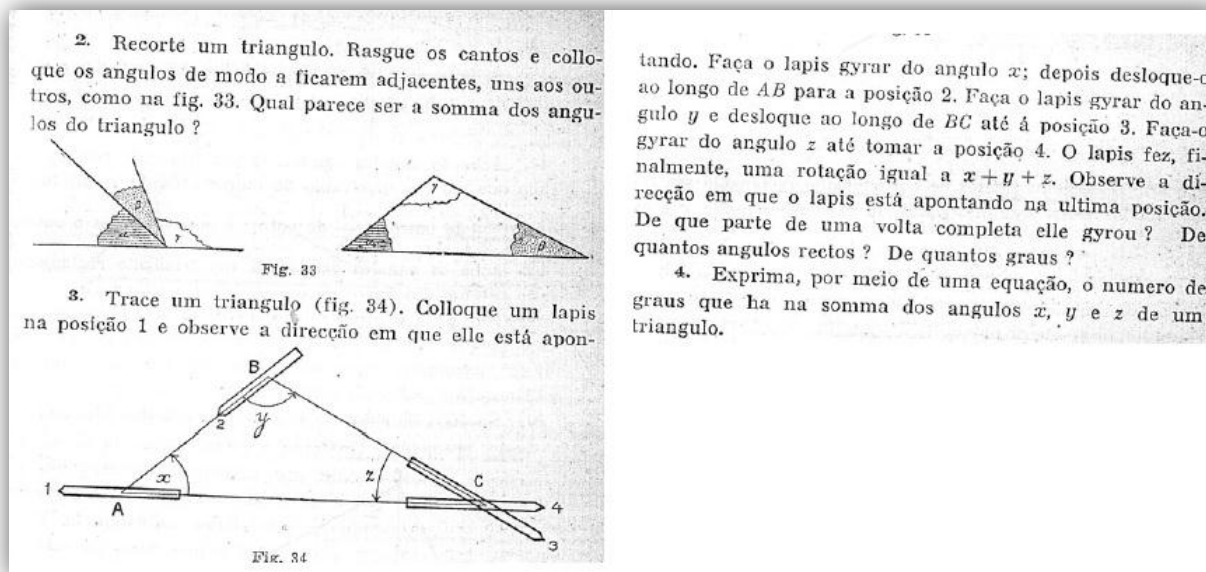 2. Recorte um triangulo. Rasgue os cantos e collo-
que os angulos de modo a ficarem adjacentes, uns aos ou-
tros, como na fig. 33. Qual parece ser a somma dos angu-
los do triangulo ?
α β γ
γ α β
Fig. 33
3. Trace um triangulo (fig. 34). Colloque um lapis
na posição 1 e observe a direcção em que elle está apon-
B
2 y
x z C
1 A 4
3
Fig. 34
tando. Faça o lapis gyrar do angulo x; depois desloque-o
ao longo de AB para a posição 2. Faça o lapis gyrar do an-
gulo y e desloque ao longo de BC até á posição 3. Faça-o
gyrar do angulo z até tomar a posição 4. O lapis fez, fi-
nalmente, uma rotação igual a x + y + z. Observe a di-
recção em que o lapis está apontando na ultima posição.
De que parte de uma volta completa elle gyrou ? De
quantos angulos rectos ? De quantos graus ?
4. Exprima, por meio de uma equação, o numero de
graus que ha na somma dos angulos x, y e z de um
triangulo.